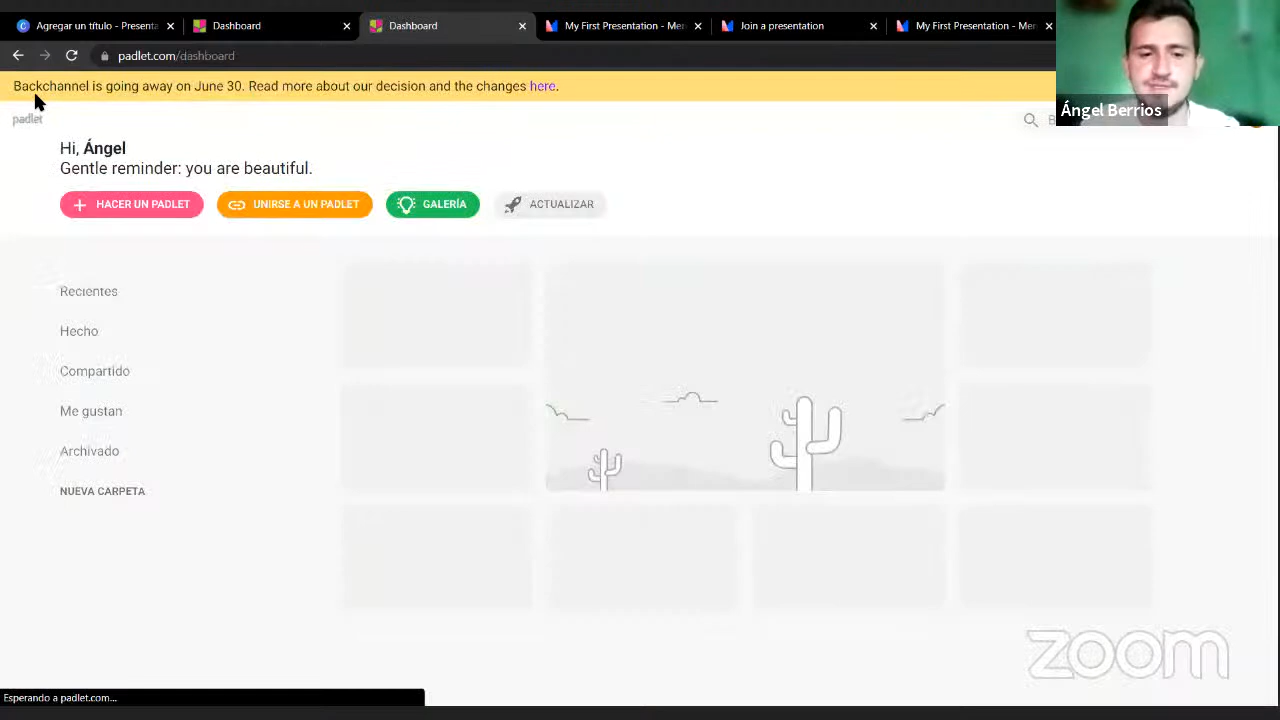 Agregar un título - Presenta
Dashboard
Dashboard
My First Presentation - Me
Join a presentation
My First Presentation - Men
padlet.com/dashboard
Backchannel is going away on June 30. Read more about our decision and the changes here.
Ángel Berrios
padlet
Hi, Ángel
Gentle reminder: you are beautiful.
HACER UN PADLET
UNIRSE A UN PADLET
GALERÍA
ACTUALIZAR
Recientes
Hecho
Compartido
Me gustan
Archivado
NUEVA CARPETA
zoom
Esperando a padlet.com...